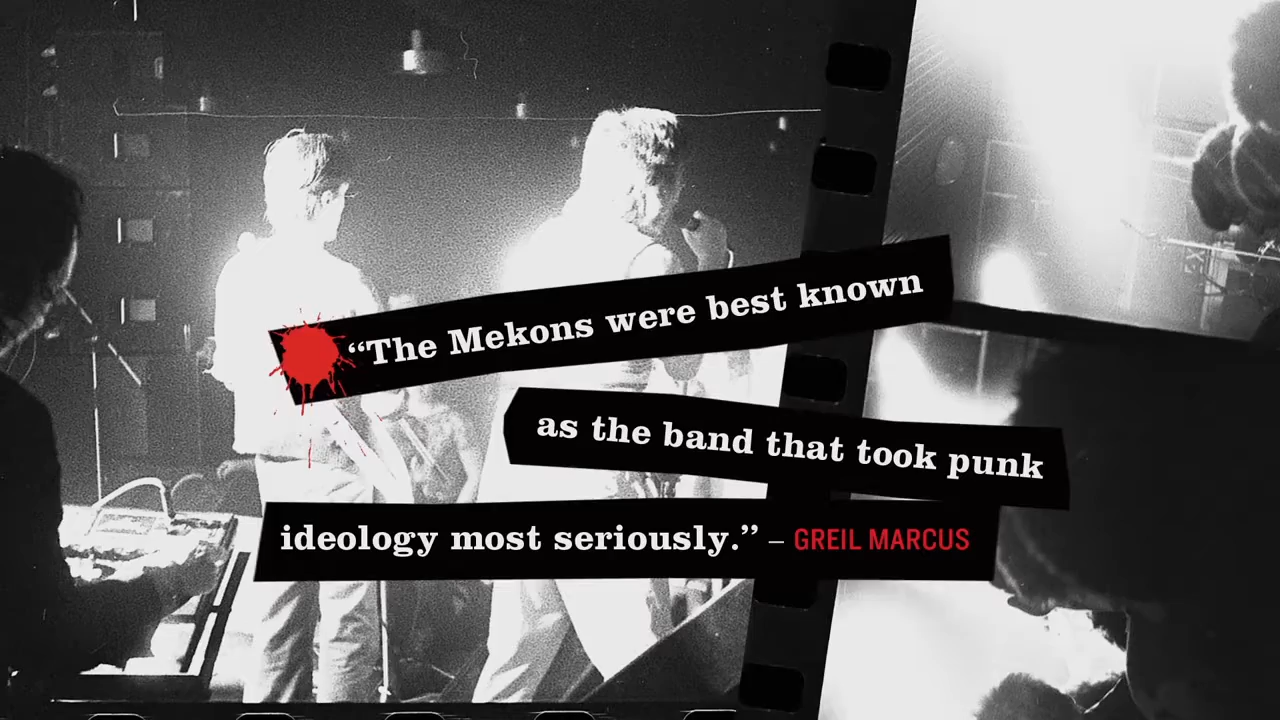 “The Mekons were best known
as the band that took punk
ideology most seriously.” – GREIL MARCUS